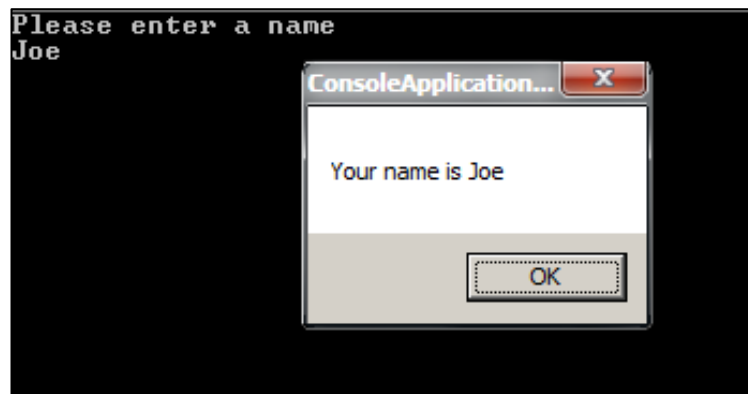 Please enter a name
Joe
ConsoleApplication...
Your name is Joe
OK